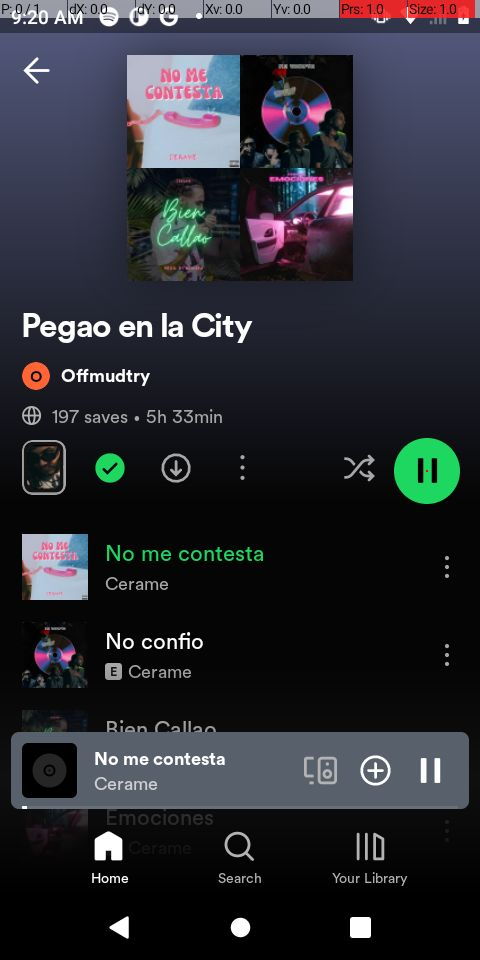 P: 0 / 1 dX: 0.0 dY: 0.0 Xv: 0.0 Yv: 0.0 Prs: 1.0 Size: 1.0
9:20 AM
NO ME
CONTESTA
CERAME
EMOCIONES
Bien
Callao
Pegao en la City
Offmudtry
197 saves • 5h 33min
No me contesta
Cerame
No confio
E Cerame
Bien Callao
No me contesta
Cerame
Emociones
Cerame
Home Search Your Library